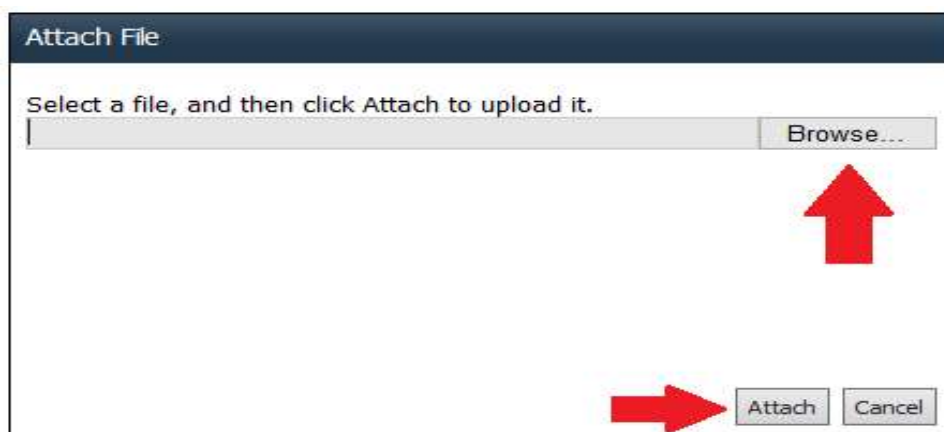 Attach File
Select a file, and then click Attach to upload it.
Browse...
Attach Cancel